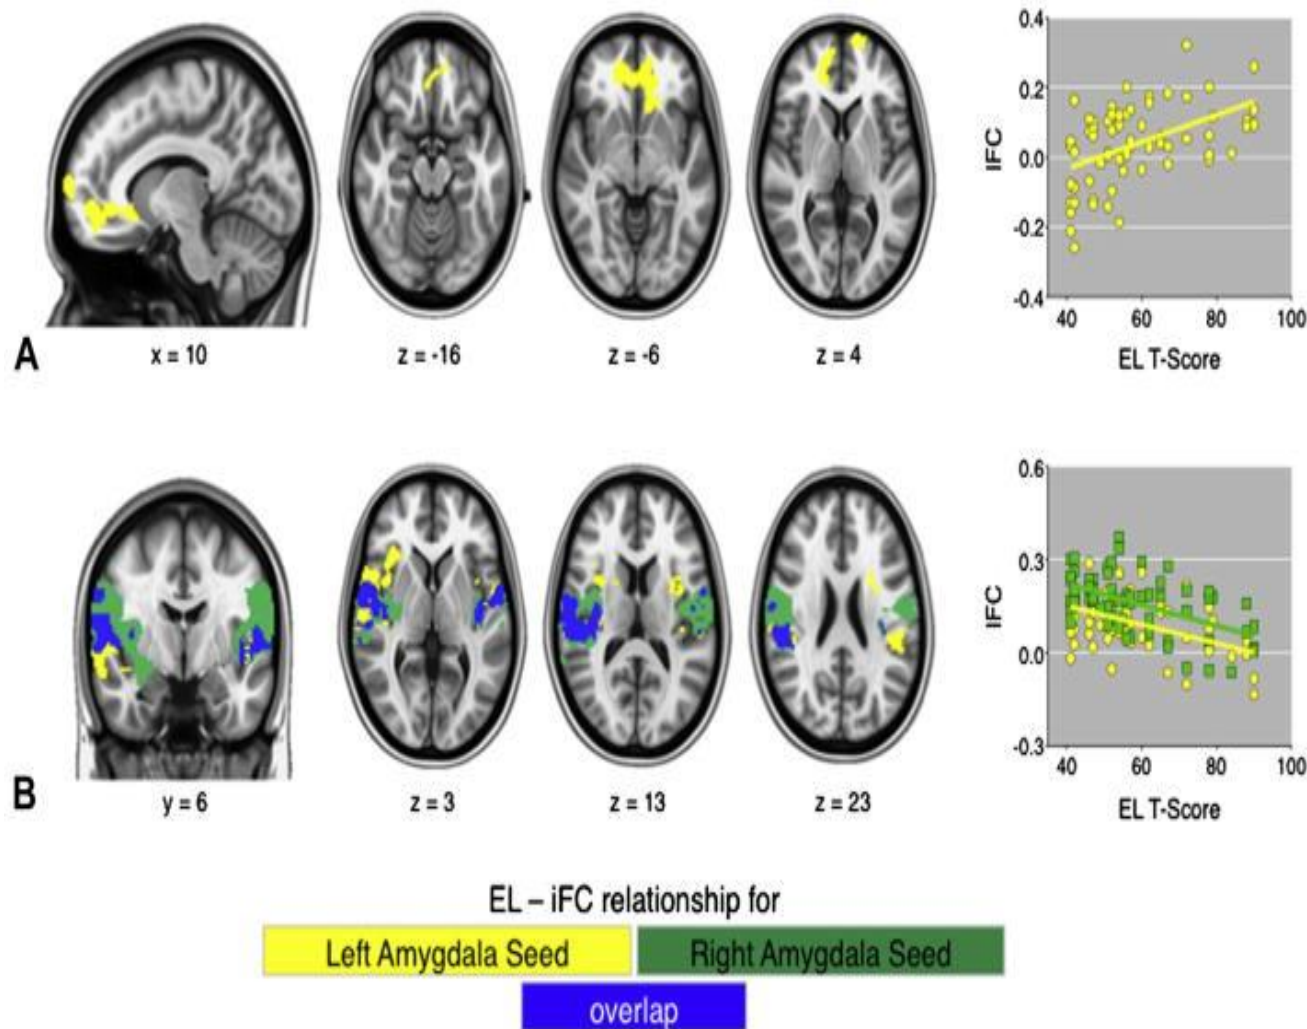 0.4
0.2
0.0
-0.2
-0.4
iFC
40 60 80 100
EL T-Score
A
x = 10
z = -16
z = -6
z = 4
0.6
0.3
0.0
-0.3
iFC
40 60 80 100
EL T-Score
B
y = 6
z = 3
z = 13
z = 23
EL – iFC relationship for
Left Amygdala Seed
Right Amygdala Seed
overlap